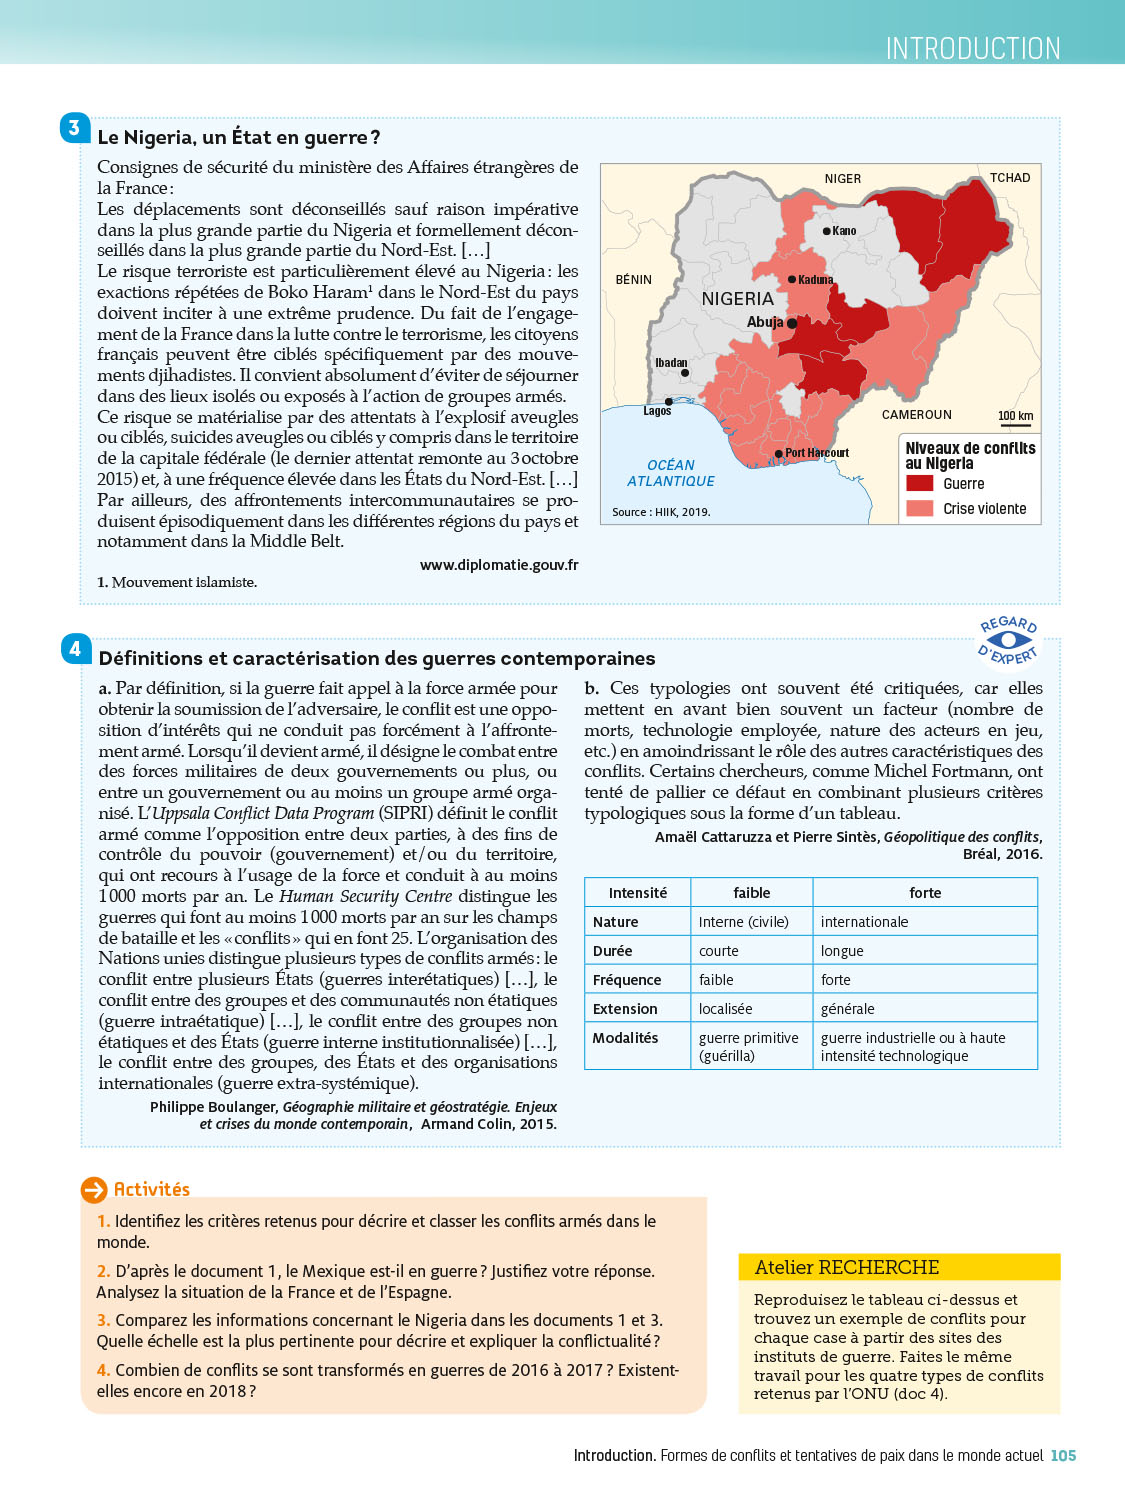 INTRODUCTION
3
Le Nigeria, un État en guerre ?
Consignes de sécurité du ministère des Affaires étrangères de
la France :
Les déplacements sont déconseillés sauf raison impérative
dans la plus grande partie du Nigeria et formellement décon-
seillés dans la plus grande partie du Nord-Est. […]
Le risque terroriste est particulièrement élevé au Nigeria : les
exactions répétées de Boko Haram¹ dans le Nord-Est du pays
doivent inciter à une extrême prudence. Du fait de l’engage-
ment de la France dans la lutte contre le terrorisme, les citoyens
français peuvent être ciblés spécifiquement par des mouve-
ments djihadistes. Il convient absolument d’éviter de séjourner
dans des lieux isolés ou exposés à l’action de groupes armés.
Ce risque se matérialise par des attentats à l’explosif aveugles
ou ciblés, suicides aveugles ou ciblés y compris dans le territoire
de la capitale fédérale (le dernier attentat remonte au 3 octobre
2015) et, à une fréquence élevée dans les États du Nord-Est. […]
Par ailleurs, des affrontements intercommunautaires se pro-
duisent épisodiquement dans les différentes régions du pays et
notamment dans la Middle Belt.
www.diplomatie.gouv.fr
1. Mouvement islamiste.
NIGER
TCHAD
Kano
BÉNIN
Kaduna
NIGERIA
Abuja
Ibadan
Lagos
CAMEROUN
100 km
Port Harcourt
OCÉAN
ATLANTIQUE
Niveaux de conflits
au Nigeria
Guerre
Crise violente
Source : HIIK, 2019.
REGARD
D’EXPERT
4
Définitions et caractérisation des guerres contemporaines
a. Par définition, si la guerre fait appel à la force armée pour
obtenir la soumission de l’adversaire, le conflit est une oppo-
sition d’intérêts qui ne conduit pas forcément à l’affronte-
ment armé. Lorsqu’il devient armé, il désigne le combat entre
des forces militaires de deux gouvernements ou plus, ou
entre un gouvernement ou au moins un groupe armé orga-
nisé. L’Uppsala Conflict Data Program (SIPRI) définit le conflit
armé comme l’opposition entre deux parties, à des fins de
contrôle du pouvoir (gouvernement) et/ou du territoire,
qui ont recours à l’usage de la force et conduit à au moins
1 000 morts par an. Le Human Security Centre distingue les
guerres qui font au moins 1 000 morts par an sur les champs
de bataille et les « conflits » qui en font 25. L’organisation des
Nations unies distingue plusieurs types de conflits armés : le
conflit entre plusieurs États (guerres interétatiques) […], le
conflit entre des groupes et des communautés non étatiques
(guerre intraétatique) […], le conflit entre des groupes non
étatiques et des États (guerre interne institutionnalisée) […],
le conflit entre des groupes, des États et des organisations
internationales (guerre extra-systémique).
Philippe Boulanger, Géographie militaire et géostratégie. Enjeux
et crises du monde contemporain, Armand Colin, 2015.
b. Ces typologies ont souvent été critiquées, car elles
mettent en avant bien souvent un facteur (nombre de
morts, technologie employée, nature des acteurs en jeu,
etc.) en amoindrissant le rôle des autres caractéristiques des
conflits. Certains chercheurs, comme Michel Fortmann, ont
tenté de pallier ce défaut en combinant plusieurs critères
typologiques sous la forme d’un tableau.
Amaël Cattaruzza et Pierre Sintès, Géopolitique des conflits,
Bréal, 2016.
Intensité faible forte
Nature Interne (civile) internationale
Durée courte longue
Fréquence faible forte
Extension localisée générale
Modalités guerre primitive guerre industrielle ou à haute
(guérilla) intensité technologique
Activités
1. Identifiez les critères retenus pour décrire et classer les conflits armés dans le
monde.
2. D’après le document 1, le Mexique est-il en guerre ? Justifiez votre réponse.
Analysez la situation de la France et de l’Espagne.
3. Comparez les informations concernant le Nigeria dans les documents 1 et 3.
Quelle échelle est la plus pertinente pour décrire et expliquer la conflictualité ?
4. Combien de conflits se sont transformés en guerres de 2016 à 2017 ? Existent-
elles encore en 2018 ?
Atelier RECHERCHE
Reproduisez le tableau ci-dessus et
trouvez un exemple de conflits pour
chaque case à partir des sites des
instituts de guerre. Faites le même
travail pour les quatre types de conflits
retenus par l’ONU (doc 4).
Introduction. Formes de conflits et tentatives de paix dans le monde actuel 105